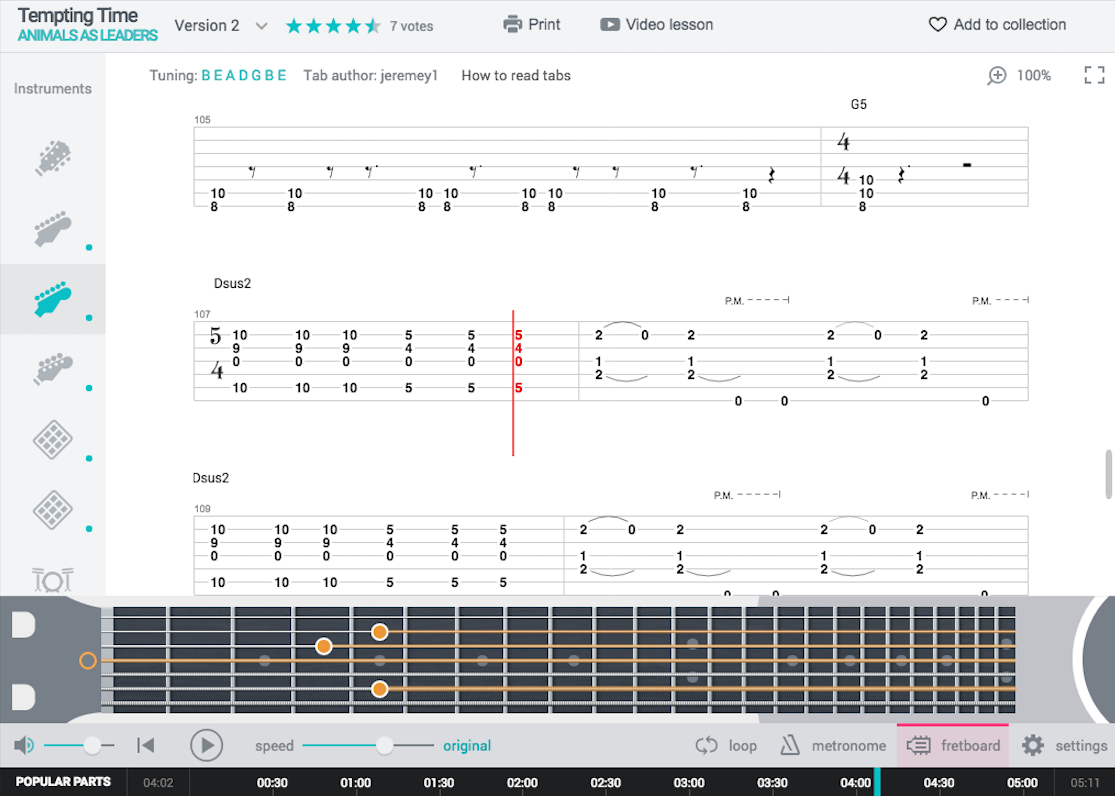 Tempting Time
ANIMALS AS LEADERS
Version 2
7 votes
Print
Video lesson
Add to collection
Instruments
Tuning: B E A D G B E Tab author: jeremey1 How to read tabs
100%
G5
105
4
4 10
10 10 10 10 10 10 10 10 10
8 8 8 8 8 8 8 8 8
Dsus2
P.M. P.M.
107
5 10 10 10 5 5 5 2 0 2 2 0 2
9 9 9 4 4 4
4 0 0 0 0 0 0 1 1 1 1
2 2 2 2
10 10 10 5 5 5
0 0 0
Dsus2
P.M. P.M.
109
10 10 10 5 5 5 2 0 2 2 0 2
9 9 9 4 4 4
0 0 0 0 0 0 1 1 1 1
2 2 2 2
10 10 10 5 5 5
0 0 0
speed original loop metronome fretboard settings
POPULAR PARTS 04:02 00:30 01:00 01:30 02:00 02:30 03:00 03:30 04:00 04:30 05:00 05:11